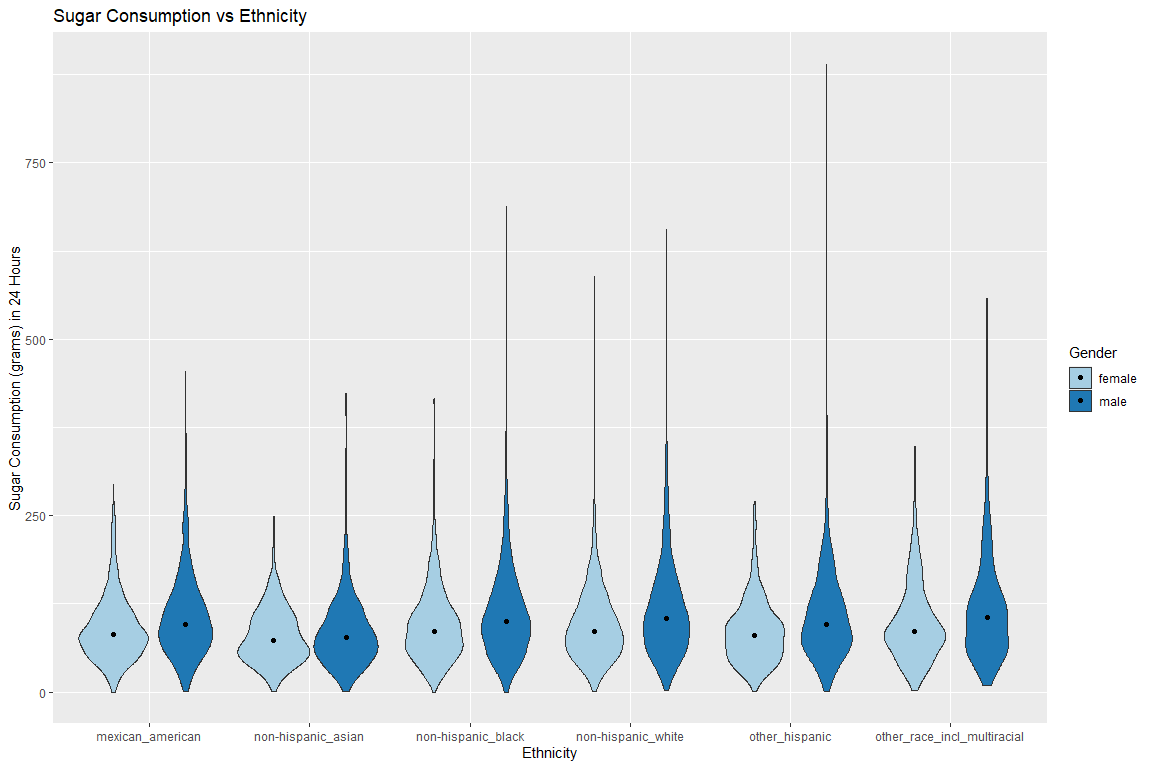 Sugar Consumption vs Ethnicity
Sugar Consumption (grams) in 24 Hours
750
500
250
0
mexican_american
non-hispanic_asian
non-hispanic_black
non-hispanic_white
other_hispanic
other_race_incl_multiracial
Ethnicity
Gender
female
male